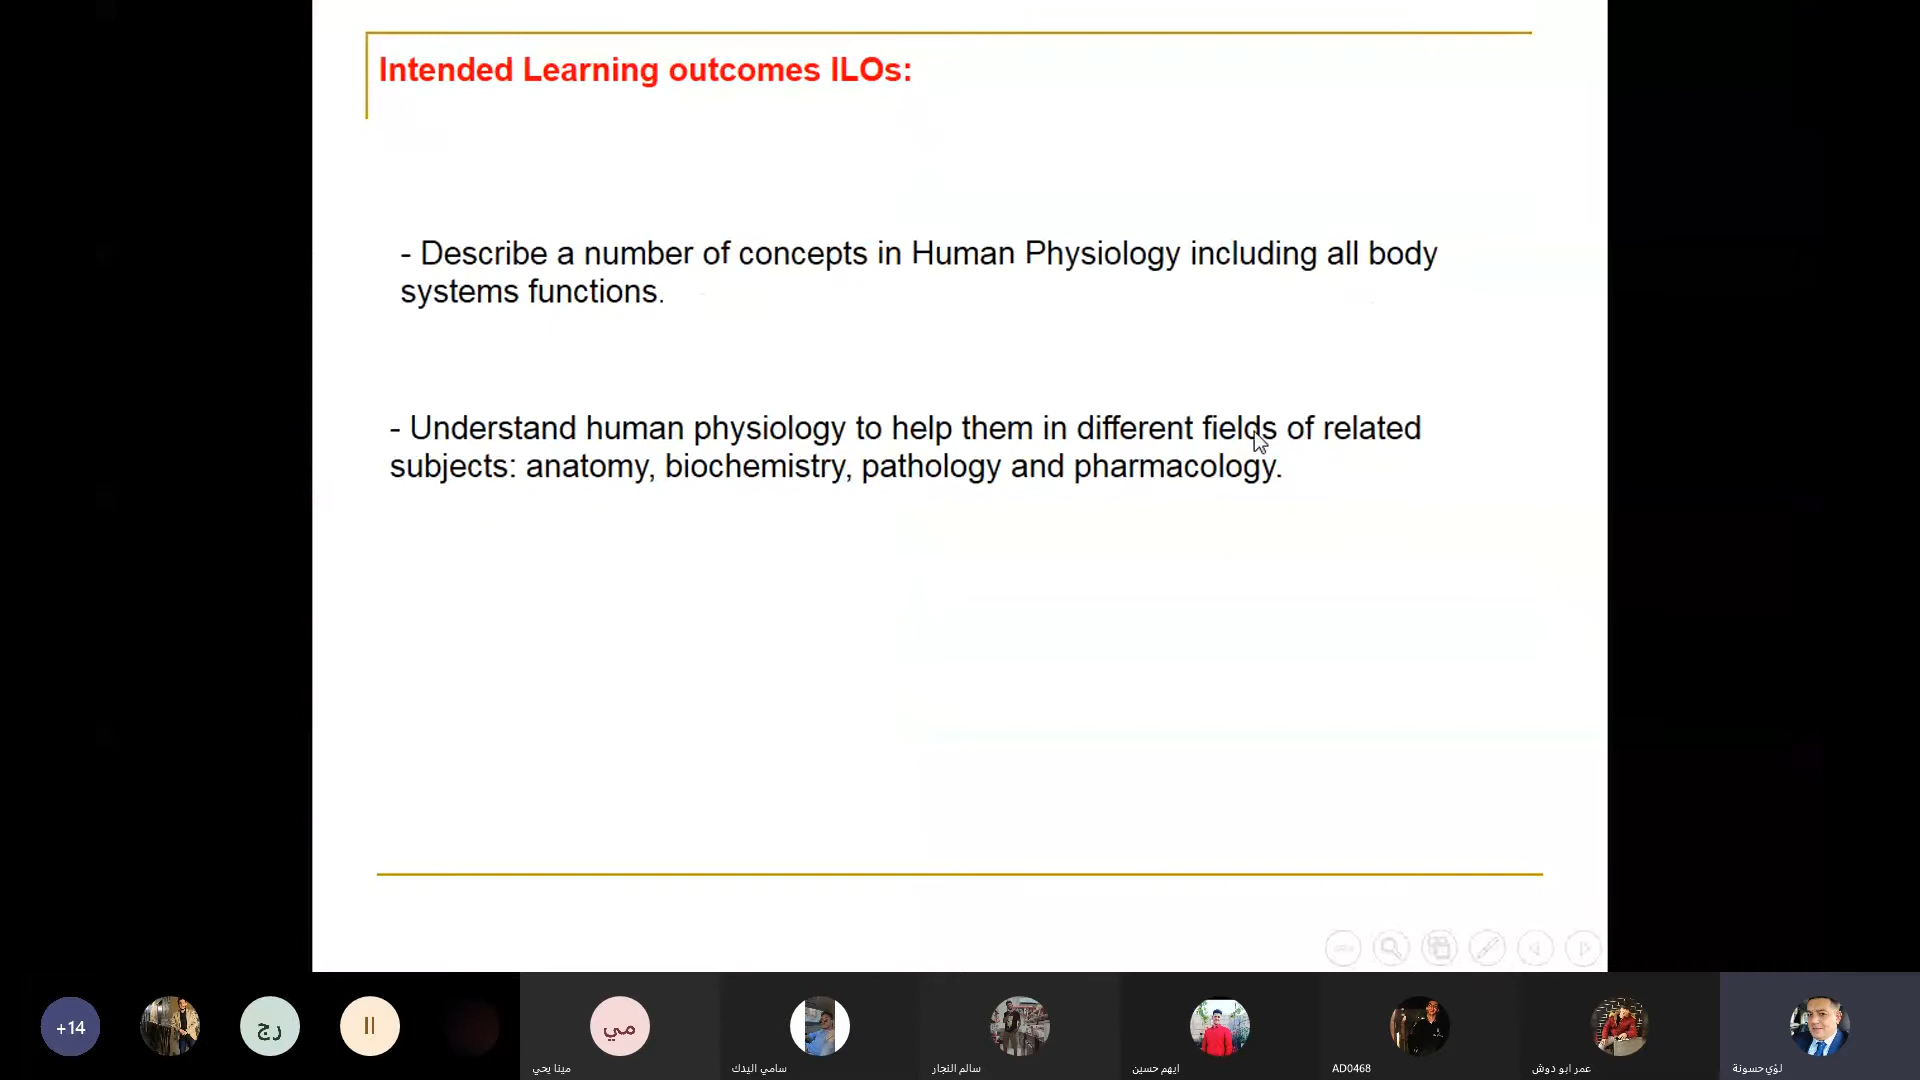 Intended Learning outcomes ILOs:
- Describe a number of concepts in Human Physiology including all body
systems functions.
- Understand human physiology to help them in different fields of related
subjects: anatomy, biochemistry, pathology and pharmacology.
+14
رج
اا
مي
مينا يحي
سامي اليدك
سالم النجار
ايهم حسين
AD0468
عمر ابو دوش
لؤي حسونة